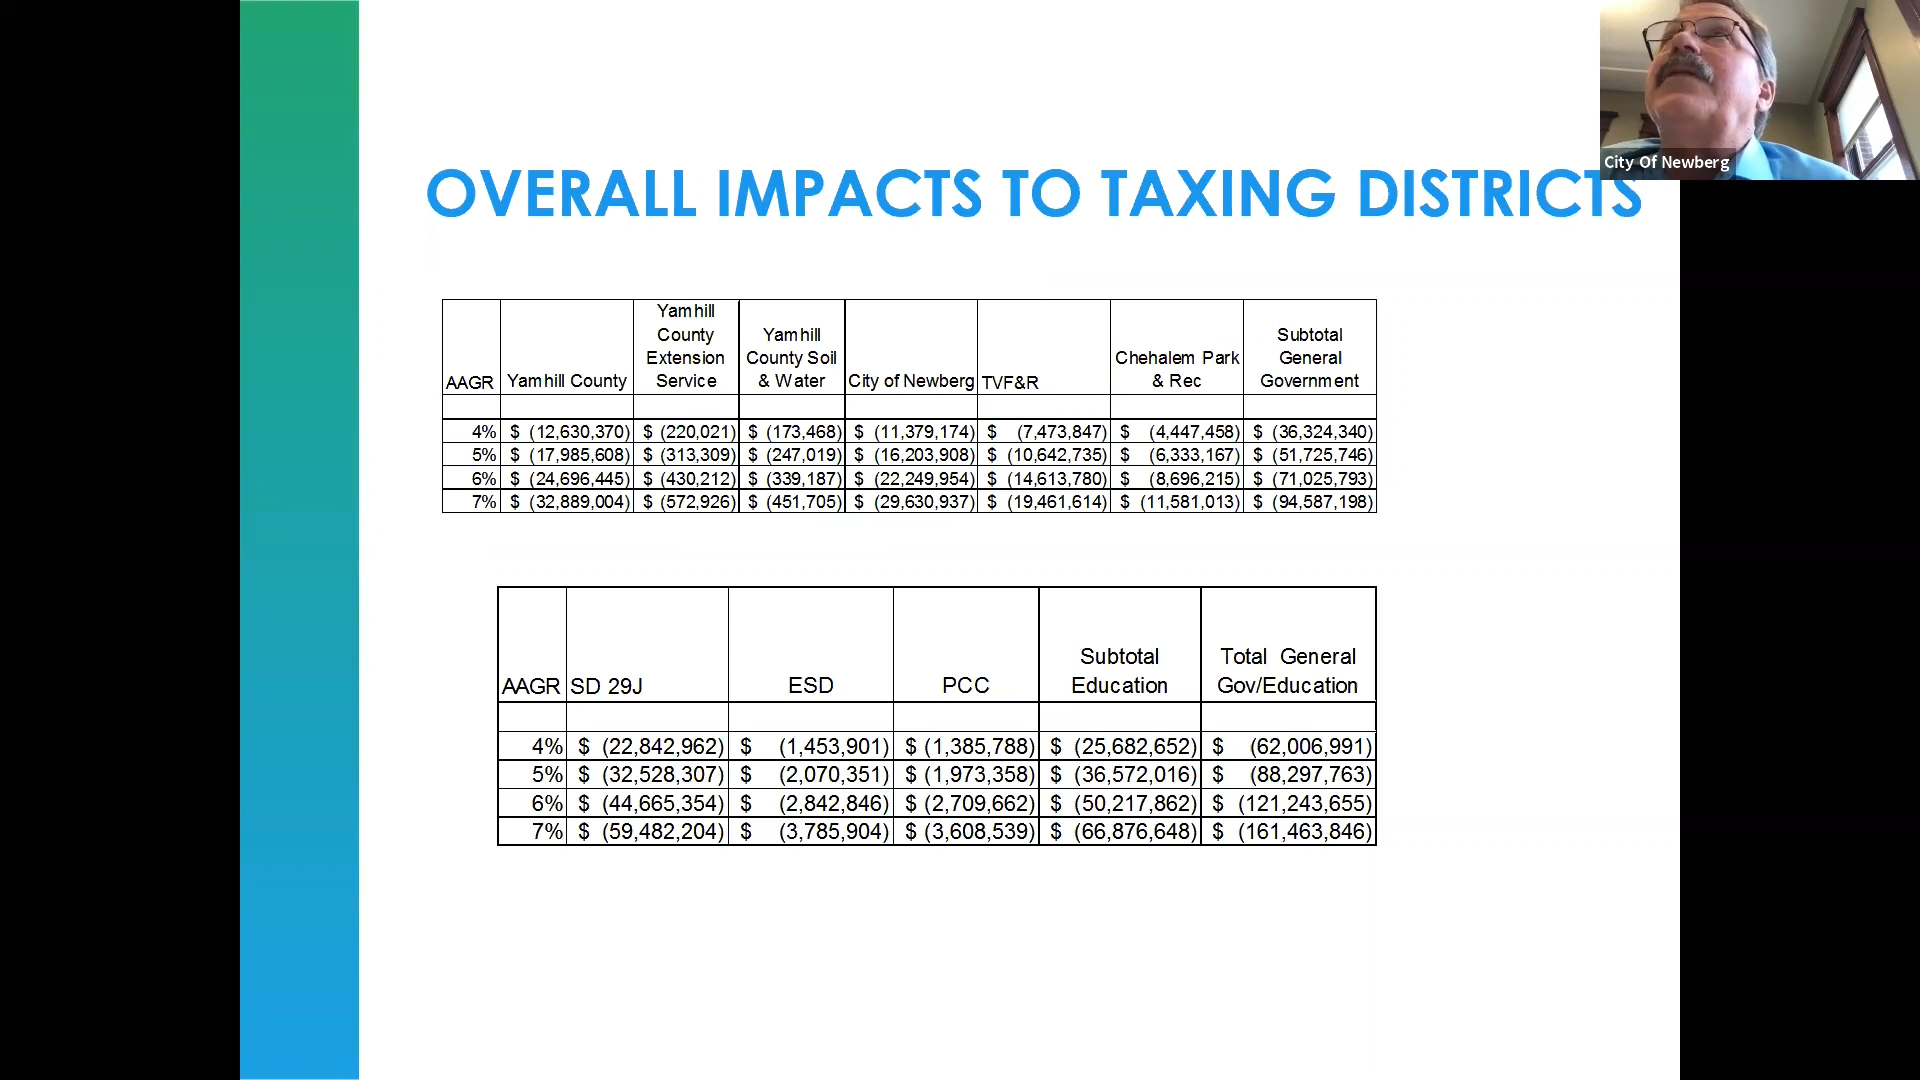 City Of Newberg
OVERALL IMPACTS TO TAXING DISTRICTS
AAGR Yamhill County Yamhill County Extension Service Yamhill County Soil & Water City of Newberg TVF&R Chehalem Park & Rec Subtotal General Government
4% $ (12,630,370) $ (220,021) $ (173,468) $ (11,379,174) $ (7,473,847) $ (4,447,458) $ (36,324,340)
5% $ (17,985,608) $ (313,309) $ (247,019) $ (16,203,908) $ (10,642,735) $ (6,333,167) $ (51,725,746)
6% $ (24,696,445) $ (430,212) $ (339,187) $ (22,249,954) $ (14,613,780) $ (8,696,215) $ (71,025,793)
7% $ (32,889,004) $ (572,926) $ (451,705) $ (29,630,937) $ (19,461,614) $ (11,581,013) $ (94,587,198)
AAGR SD 29J ESD PCC Subtotal Education Total General Gov/Education
4% $ (22,842,962) $ (1,453,901) $ (1,385,788) $ (25,682,652) $ (62,006,991)
5% $ (32,528,307) $ (2,070,351) $ (1,973,358) $ (36,572,016) $ (88,297,763)
6% $ (44,665,354) $ (2,842,846) $ (2,709,662) $ (50,217,862) $ (121,243,655)
7% $ (59,482,204) $ (3,785,904) $ (3,608,539) $ (66,876,648) $ (161,463,846)